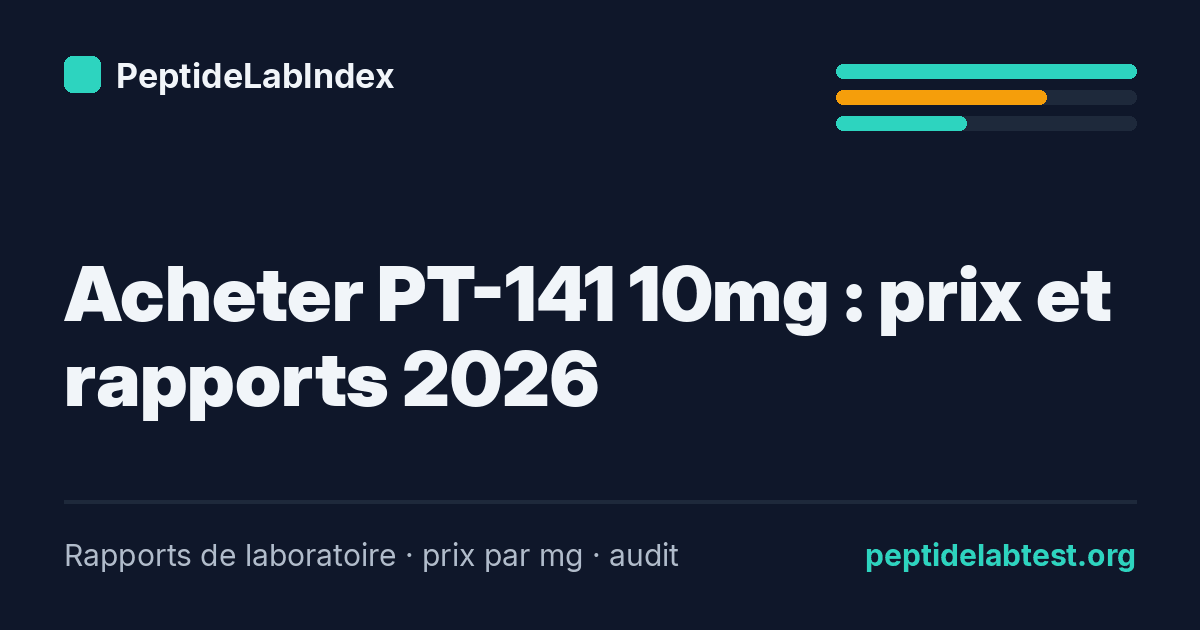 PeptideLabIndex
Acheter PT-141 10mg : prix et
rapports 2026
Rapports de laboratoire · prix par mg · audit
peptidelabtest.org